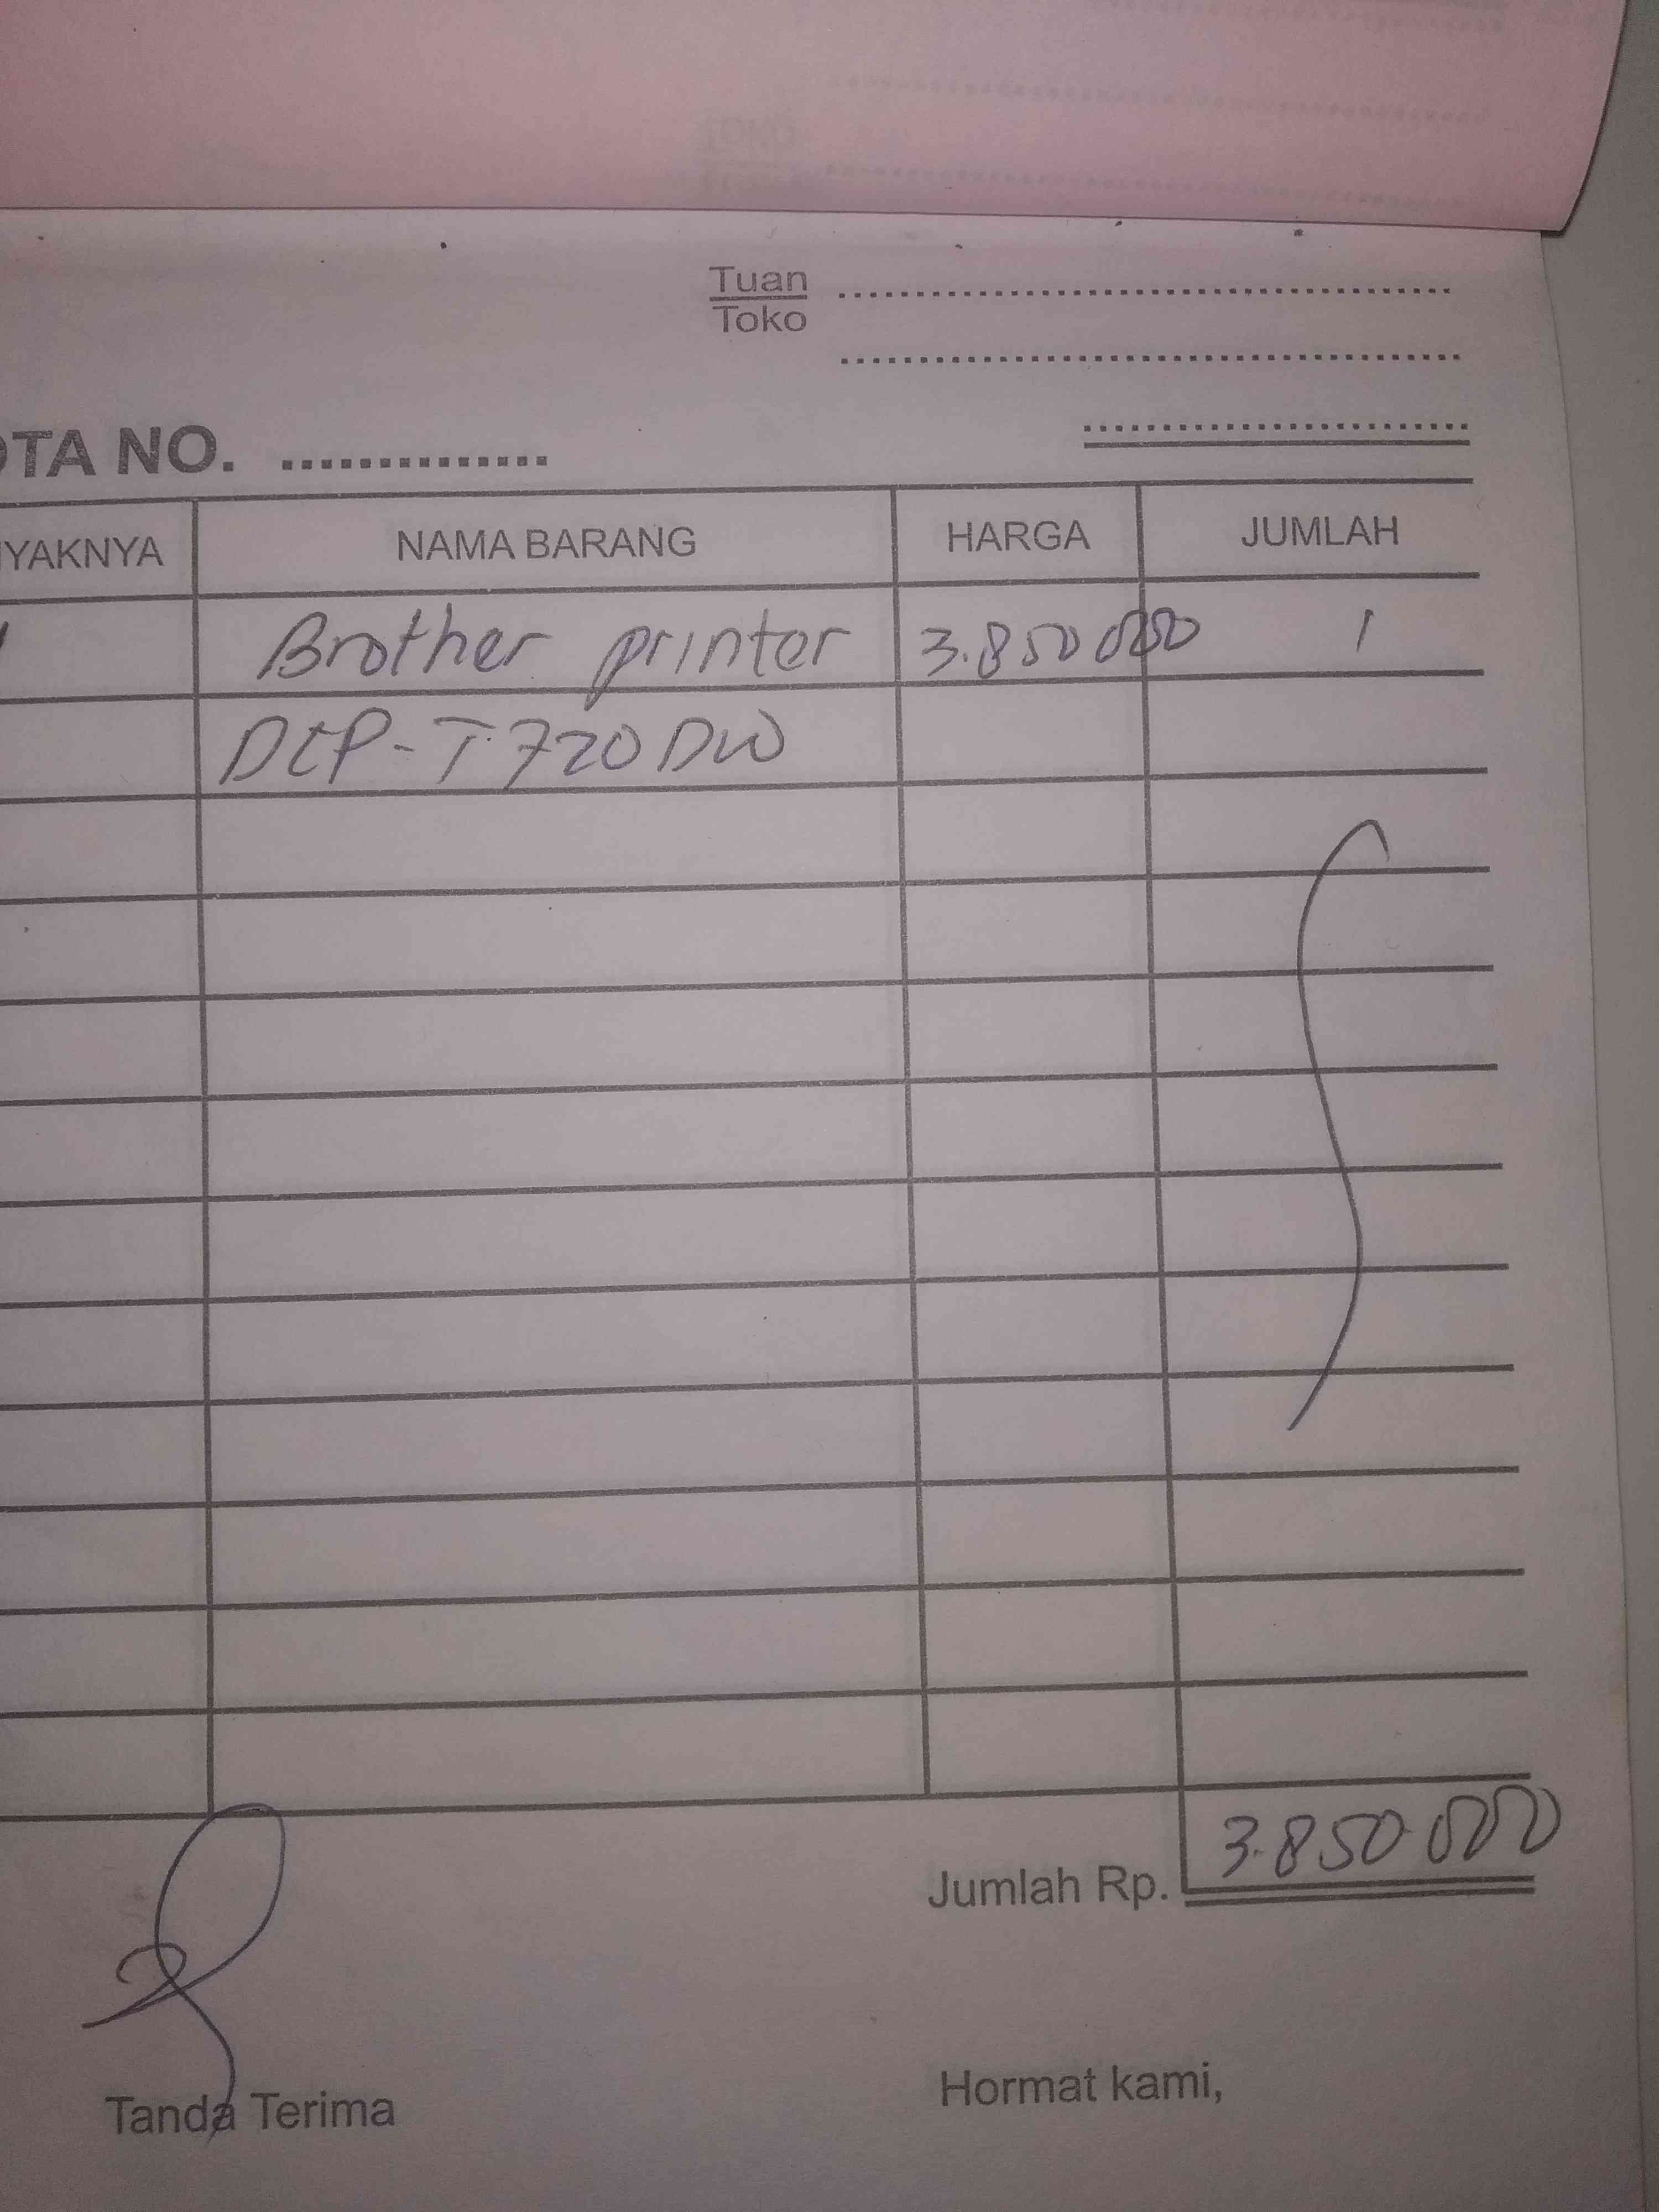 Tuan
Toko
OTA NO. ..............
YAKNYA NAMA BARANG HARGA JUMLAH
Brother printer 3.850 000 1
DCP-T720DW
Jumlah Rp. 3.850.000
Tanda Terima Hormat kami,